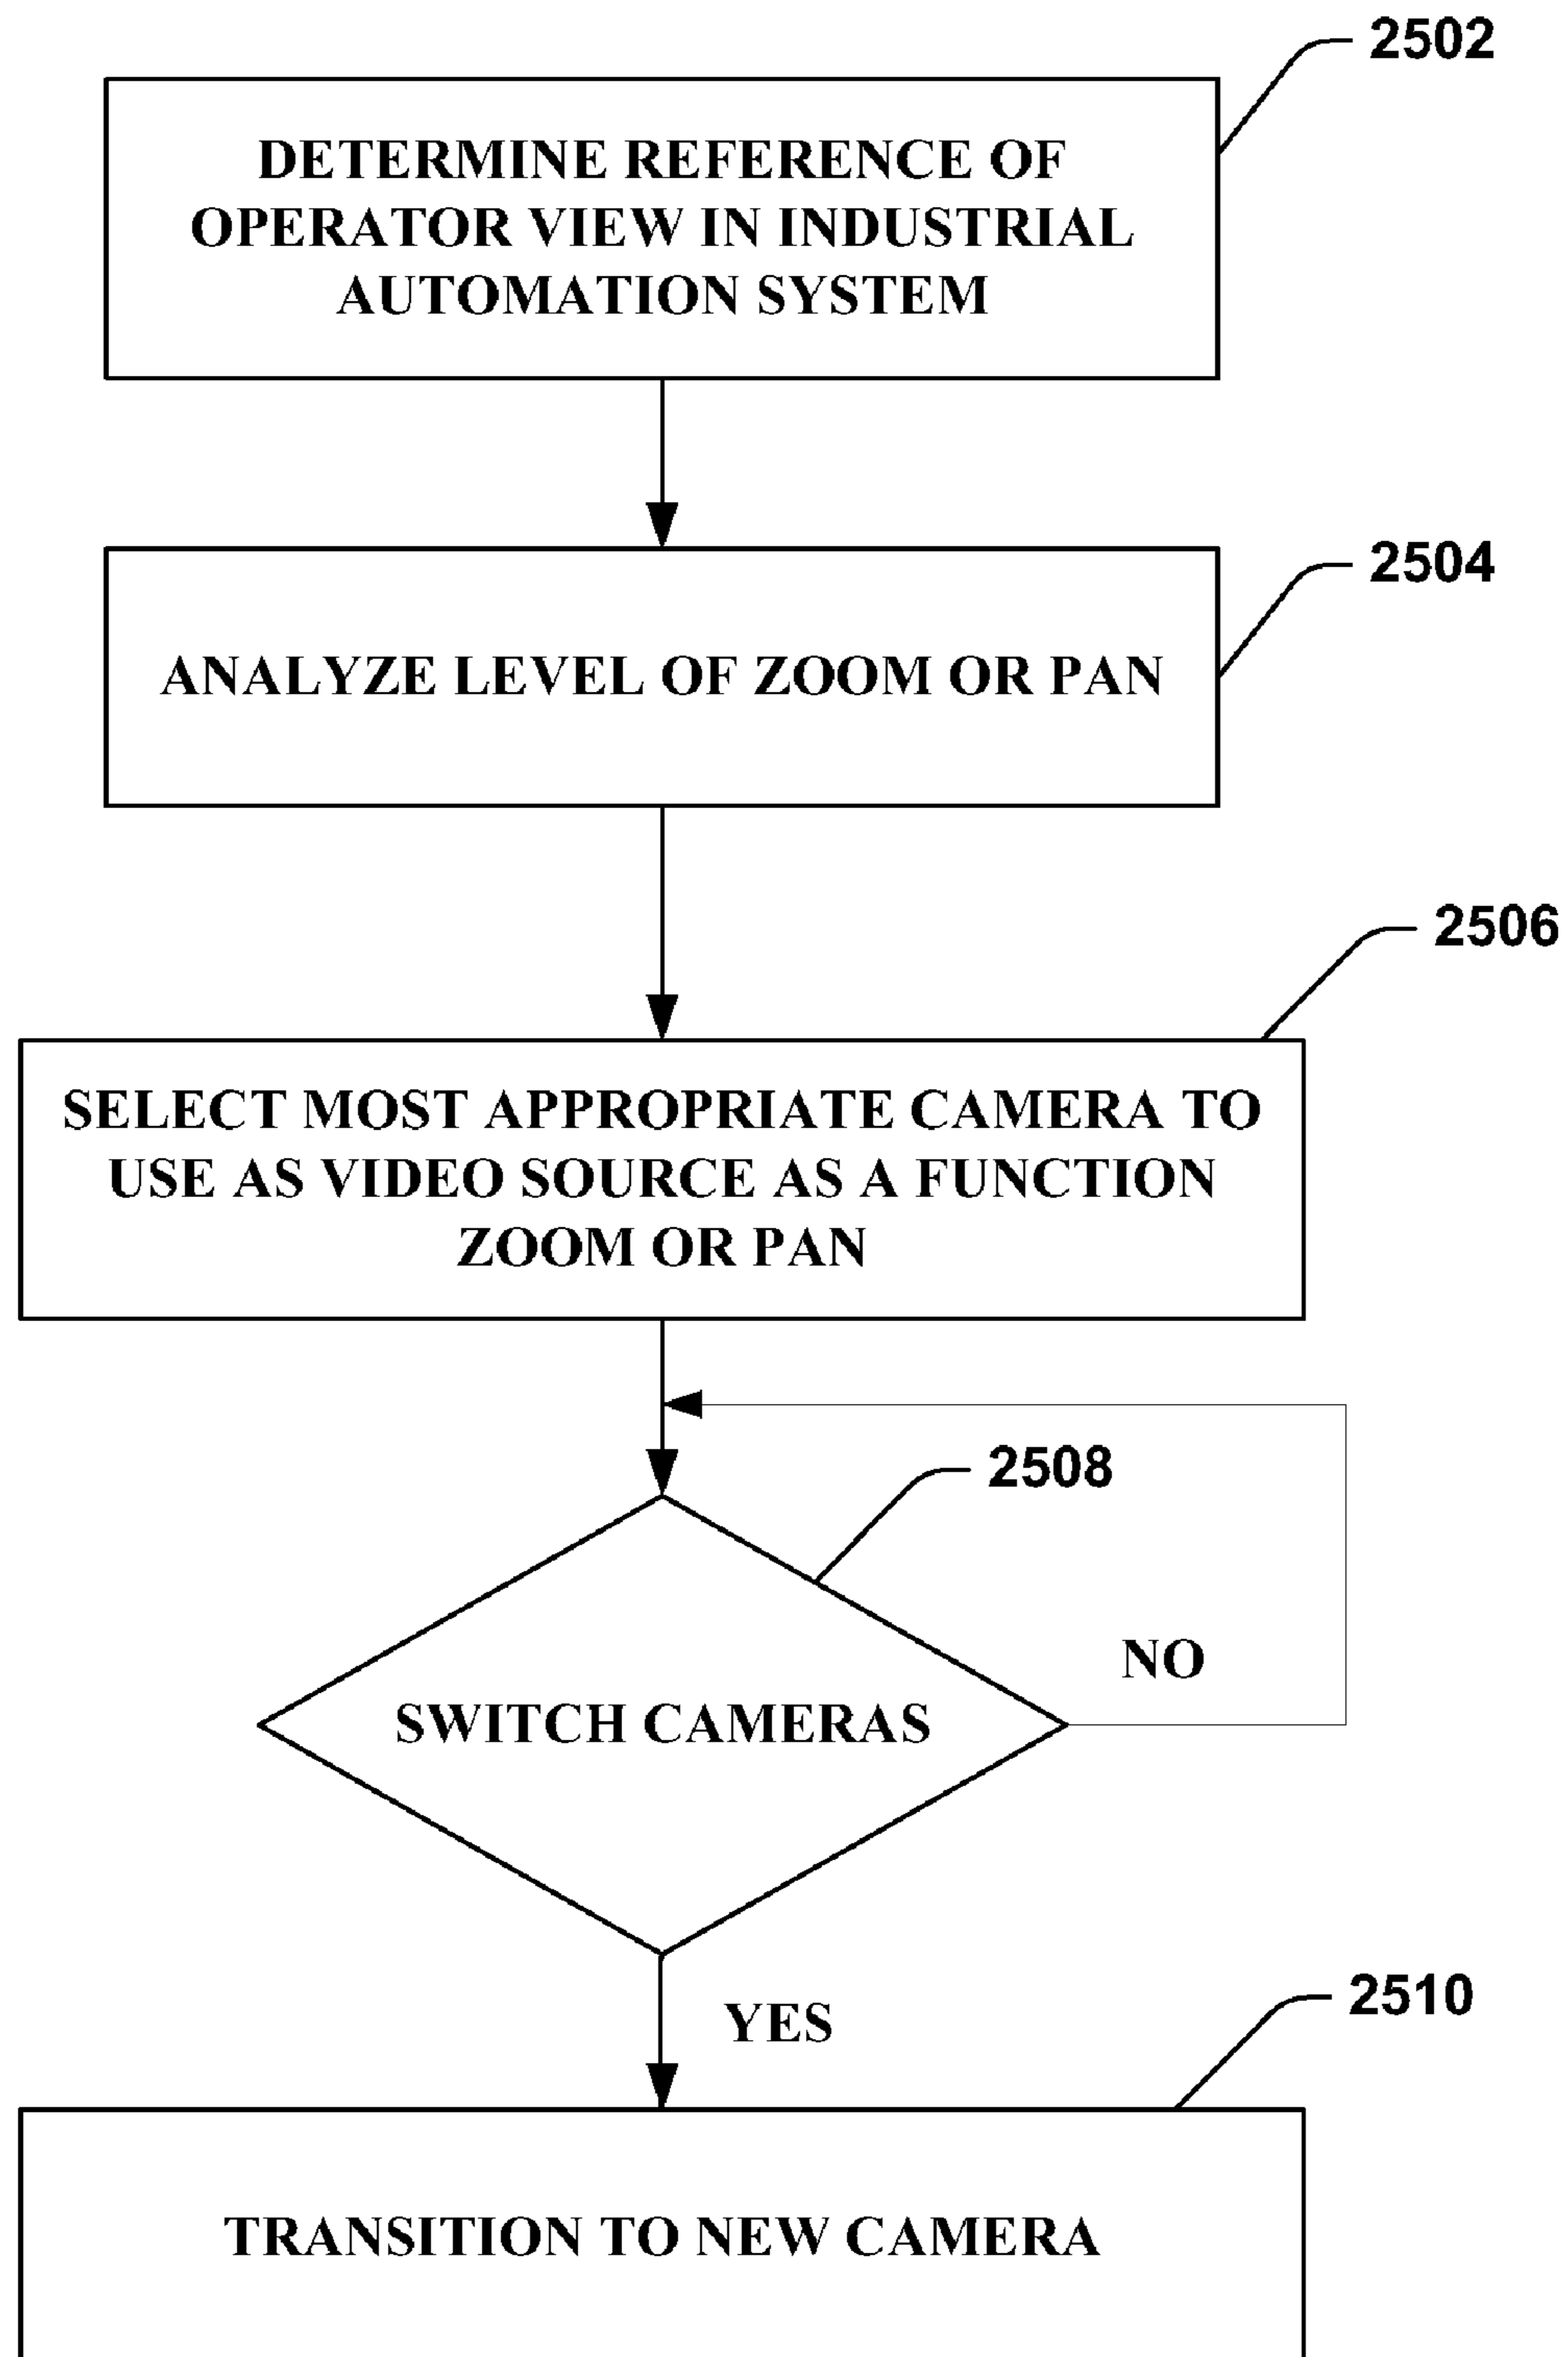 2502
DETERMINE REFERENCE OF
OPERATOR VIEW IN INDUSTRIAL
AUTOMATION SYSTEM
2504
ANALYZE LEVEL OF ZOOM OR PAN
2506
SELECT MOST APPROPRIATE CAMERA TO
USE AS VIDEO SOURCE AS A FUNCTION
ZOOM OR PAN
2508
NO
SWITCH CAMERAS
YES
2510
TRANSITION TO NEW CAMERA